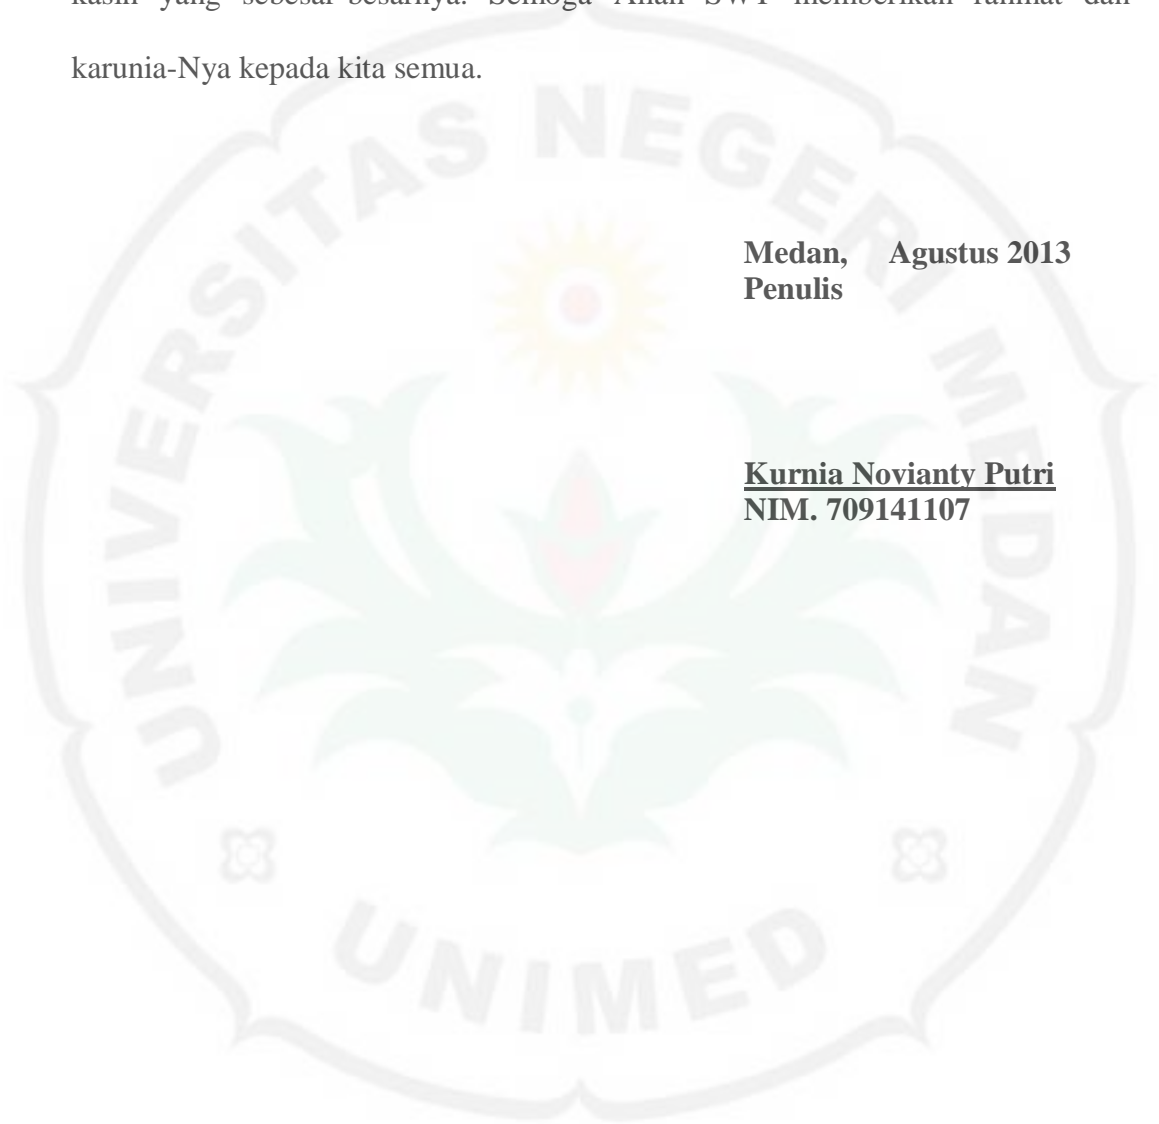 kasih yang sebesar-besarnya. Semoga Allah SWT memberikan rahmat dan
karunia-Nya kepada kita semua.
UNIVERSITAS NEGERI MEDAN
Medan, Agustus 2013
Penulis
Kurnia Novianty Putri
NIM. 709141107
UNIMED